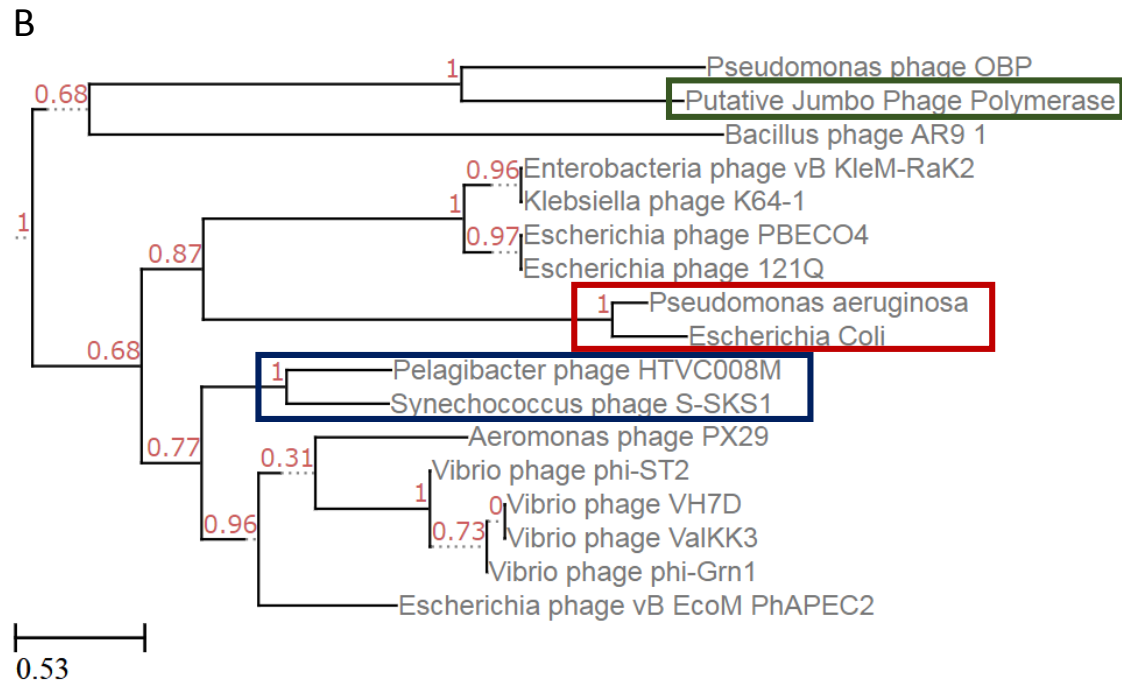 B
1 Pseudomonas phage OBP
0.68 Putative Jumbo Phage Polymerase
Bacillus phage AR9 1
0.96 Enterobacteria phage vB KleM-RaK2
1 Klebsiella phage K64-1
1 0.97 Escherichia phage PBECO4
0.87 Escherichia phage 121Q
1 Pseudomonas aeruginosa
Escherichia Coli
0.68
1 Pelagibacter phage HTVC008M
Synechococcus phage S-SKS1
0.77 Aeromonas phage PX29
0.31 Vibrio phage phi-ST2
1 0 Vibrio phage VH7D
0.96 0.73 Vibrio phage ValKK3
Vibrio phage phi-Grn1
Escherichia phage vB EcoM PhAPEC2
0.53